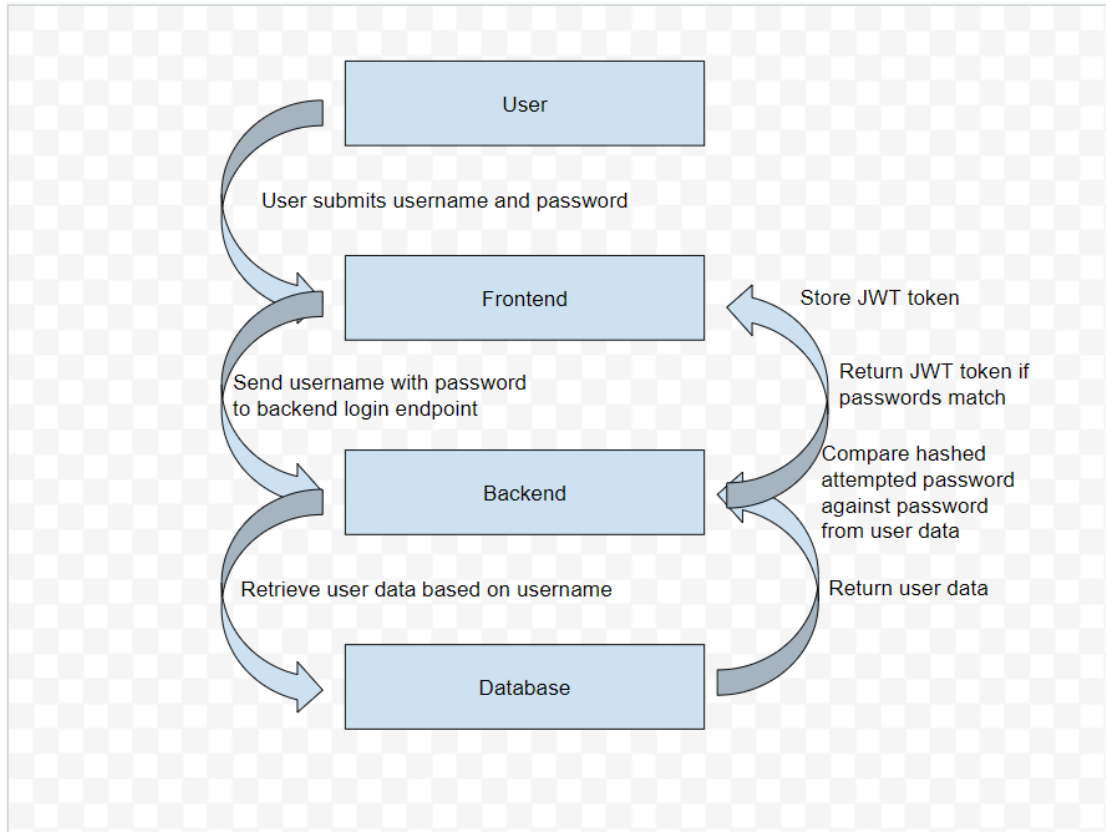 User
User submits username and password
Frontend
Store JWT token
Send username with password
to backend login endpoint
Return JWT token if
passwords match
Backend
Compare hashed
attempted password
against password
from user data
Retrieve user data based on username
Return user data
Database